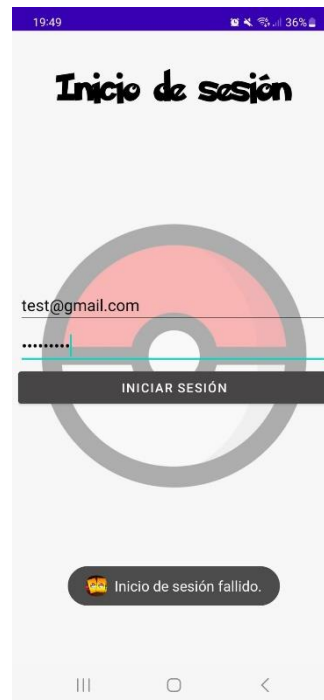 19:49
36%
Inicio de sesión
test@gmail.com
•••••••••
INICIAR SESIÓN
Inicio de sesión fallido.